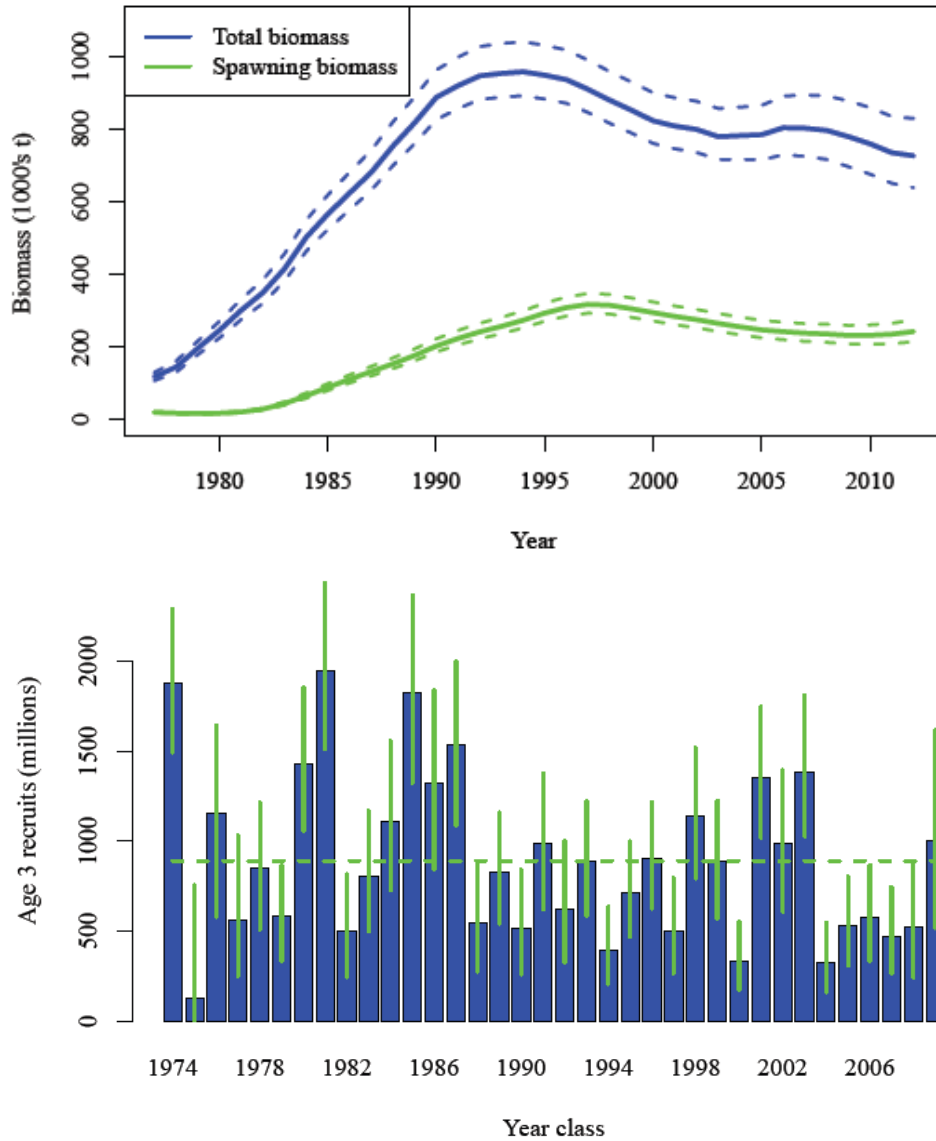 Total biomass
Spawning biomass
Biomass (1000's t)
1000
800
600
400
200
0
1980 1985 1990 1995 2000 2005 2010
Year
Age 3 recruits (millions)
2000
1500
1000
500
0
1974 1978 1982 1986 1990 1994 1998 2002 2006
Year class